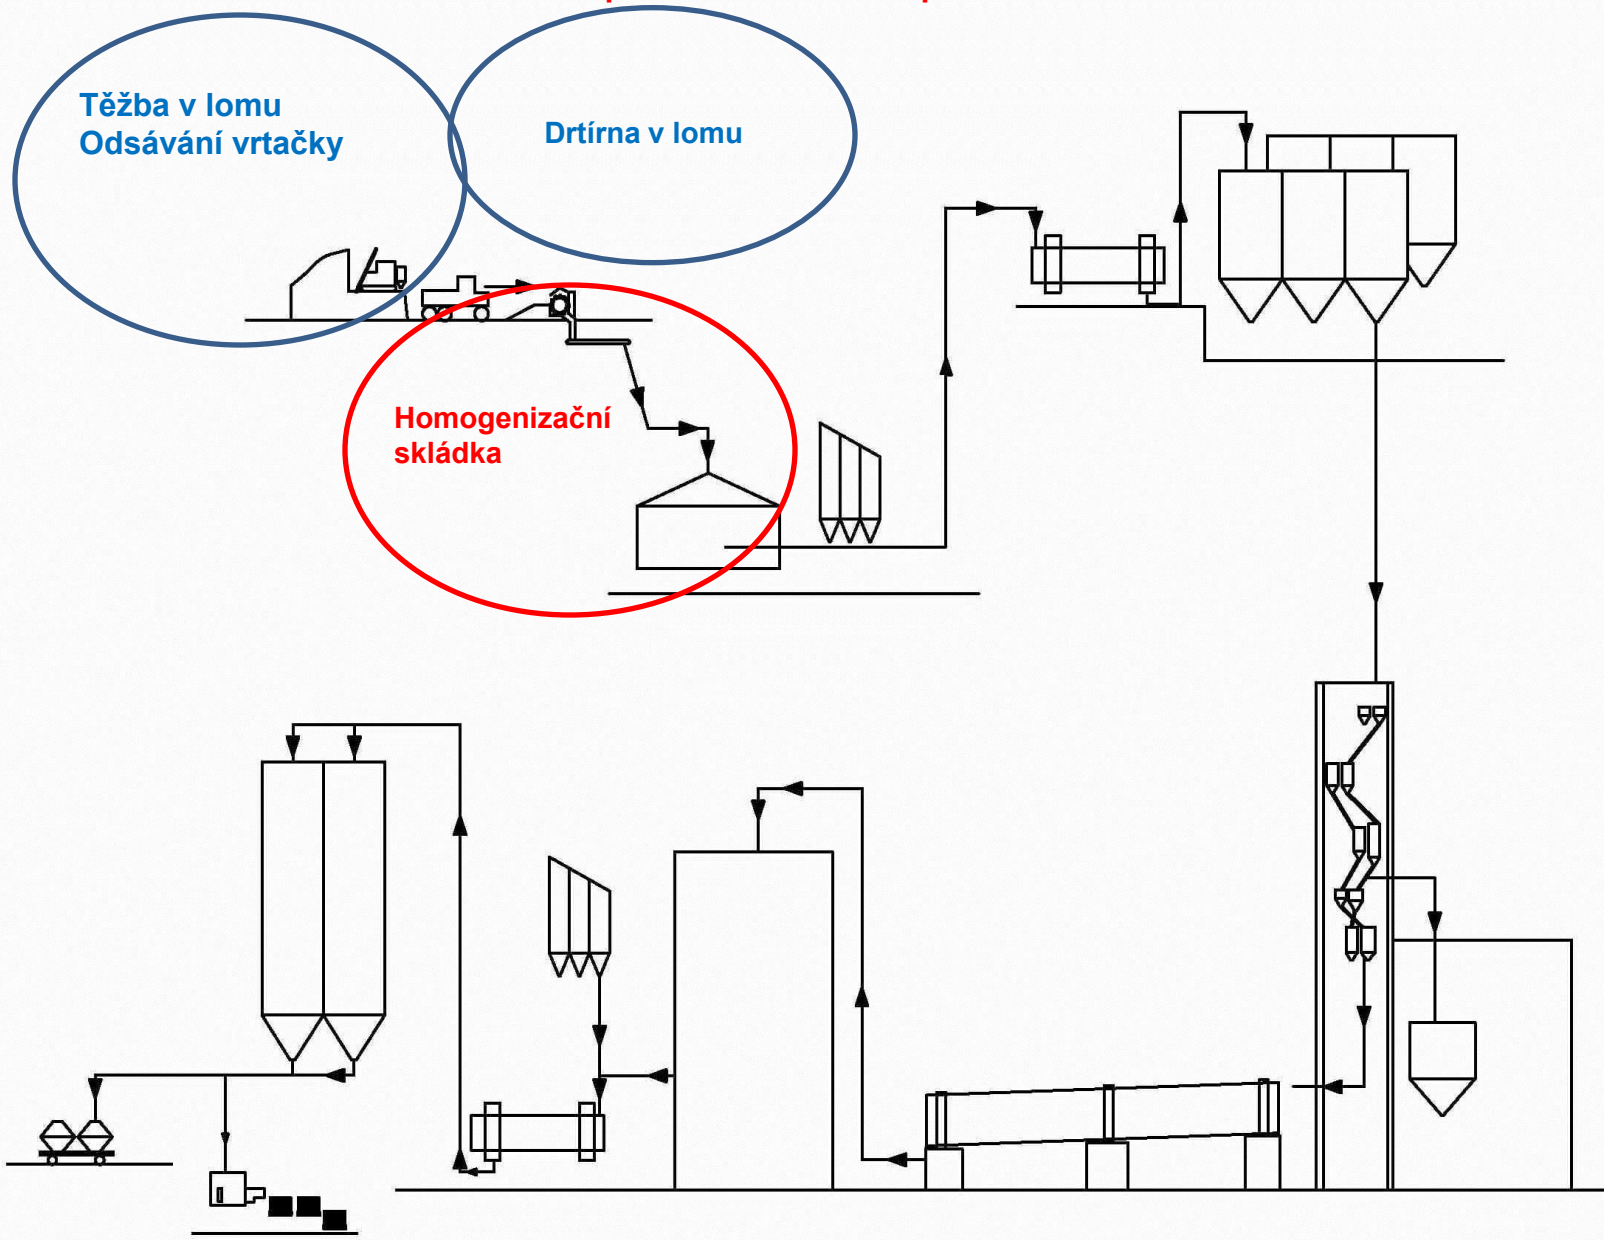 Těžba v lomu
Odsávání vrtačky
Drtírna v lomu
Homogenizační
skládka